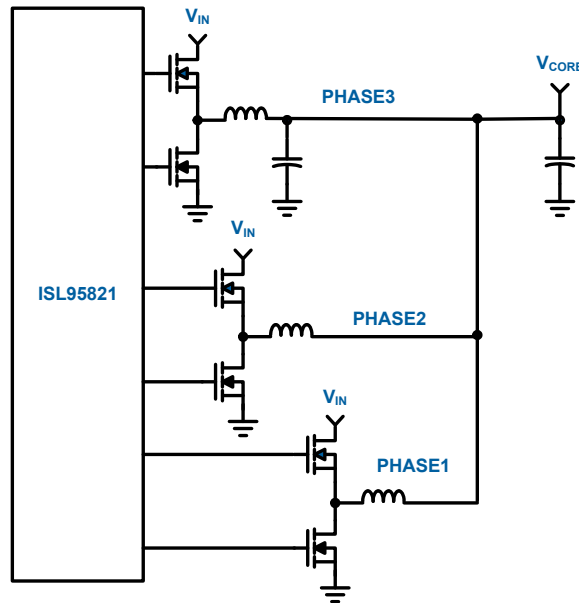 VIN
PHASE3
VCORE
VIN
ISL95821
PHASE2
VIN
PHASE1